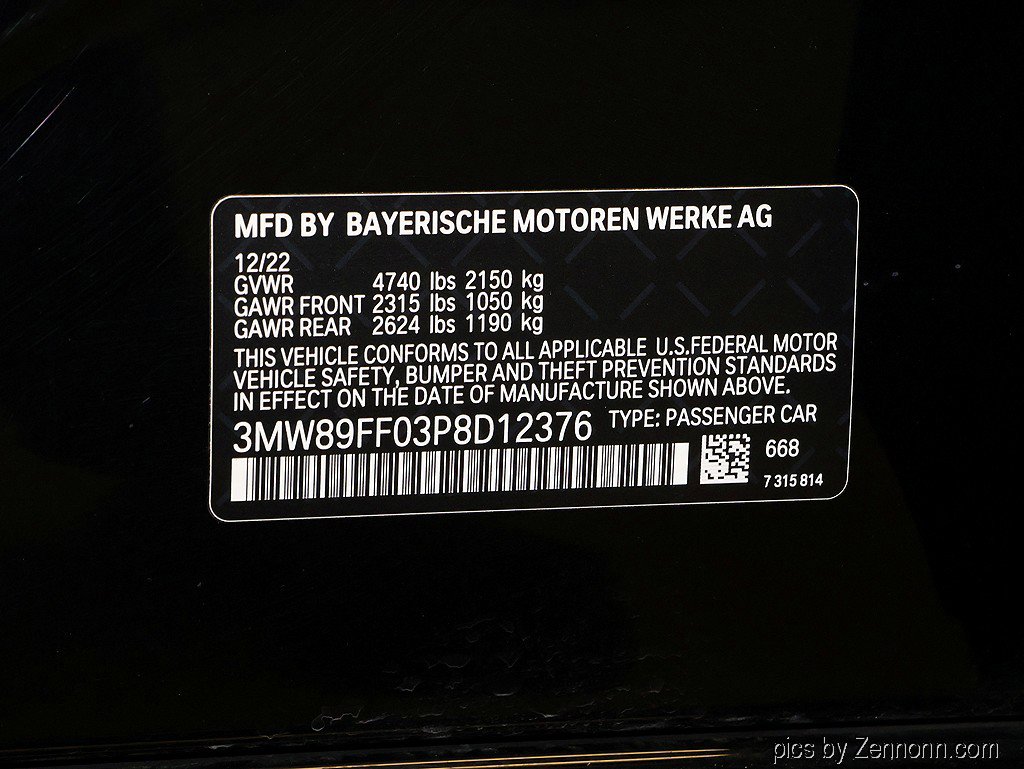 MFD BY BAYERISCHE MOTOREN WERKE AG
12/22
GVWR 4740 lbs 2150 kg
GAWR FRONT 2315 lbs 1050 kg
GAWR REAR 2624 lbs 1190 kg
THIS VEHICLE CONFORMS TO ALL APPLICABLE U.S.FEDERAL MOTOR
VEHICLE SAFETY, BUMPER AND THEFT PREVENTION STANDARDS
IN EFFECT ON THE DATE OF MANUFACTURE SHOWN ABOVE.
3MW89FF03P8D12376 TYPE: PASSENGER CAR
668
7 315 814
pics by Zennonn.com